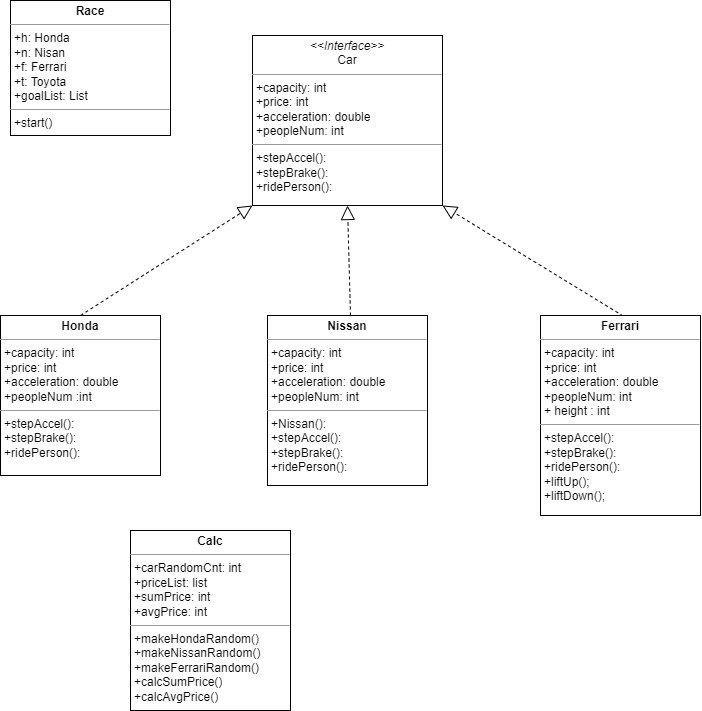 Race
+h: Honda
+n: Nisan
+f: Ferrari
+t: Toyota
+goalList: List
+start()
<<Interface>>
Car
+capacity: int
+price: int
+acceleration: double
+peopleNum: int
+stepAccel():
+stepBrake():
+ridePerson():
Honda
+capacity: int
+price: int
+acceleration: double
+peopleNum :int
+stepAccel():
+stepBrake():
+ridePerson():
Nissan
+capacity: int
+price: int
+acceleration: double
+peopleNum: int
+Nissan():
+stepAccel():
+stepBrake():
+ridePerson():
Ferrari
+capacity: int
+price: int
+acceleration: double
+peopleNum: int
+ height : int
+stepAccel():
+stepBrake():
+ridePerson():
+liftUp();
+liftDown();
Calc
+carRandomCnt: int
+priceList: list
+sumPrice: int
+avgPrice: int
+makeHondaRandom()
+makeNissanRandom()
+makeFerrariRandom()
+calcSumPrice()
+calcAvgPrice()